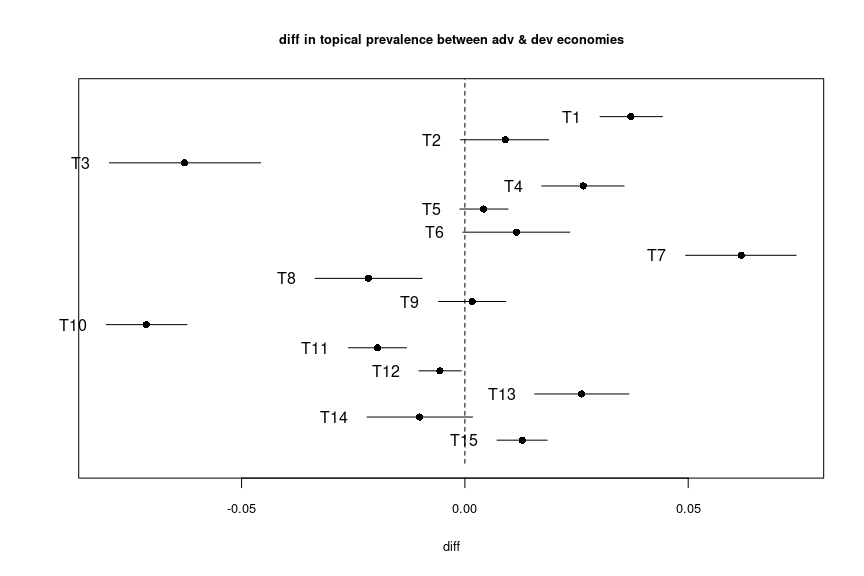 diff in topical prevalence between adv & dev economies
T1
T2
T3
T4
T5
T6
T7
T8
T9
T10
T11
T12
T13
T14
T15
-0.05 0.00 0.05
diff